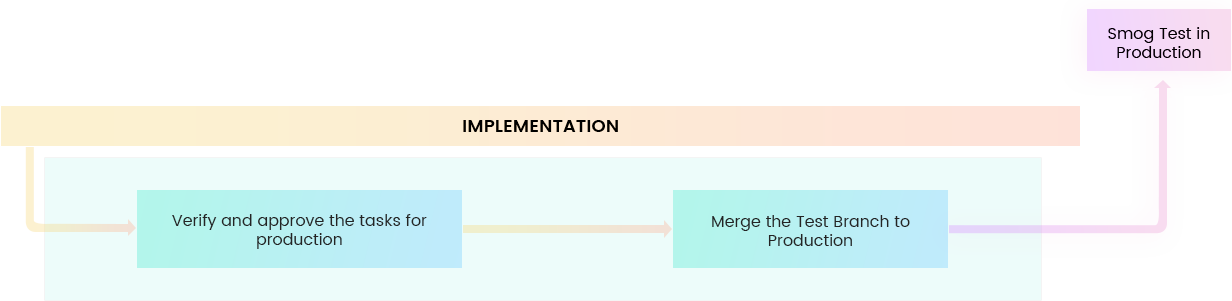 Smog Test in
Production
IMPLEMENTATION
Verify and approve the tasks for
production
Merge the Test Branch to
Production